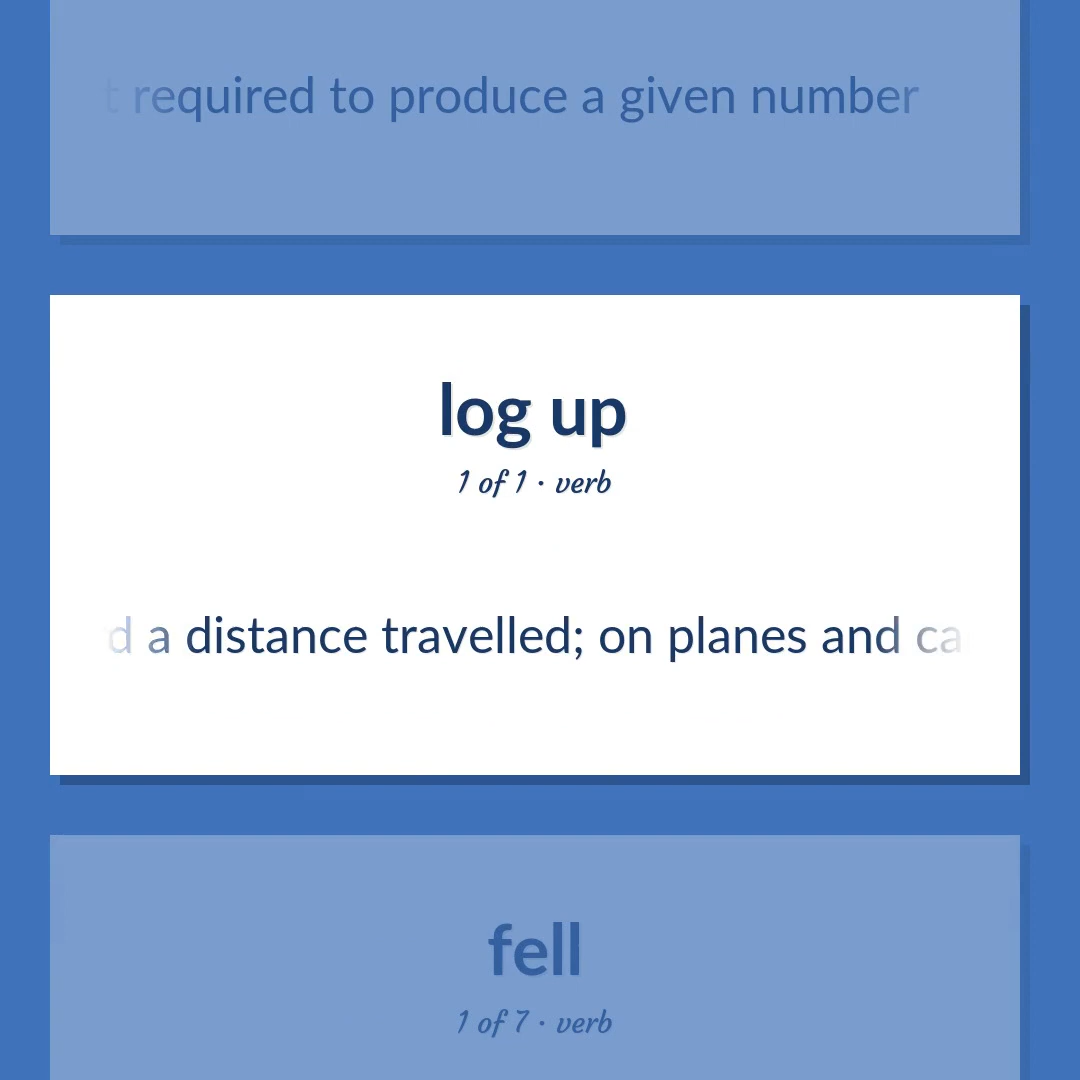 required to produce a given number
log up
1 of 1 · verb
d a distance travelled; on planes and ca
fell
1 of 7 · verb